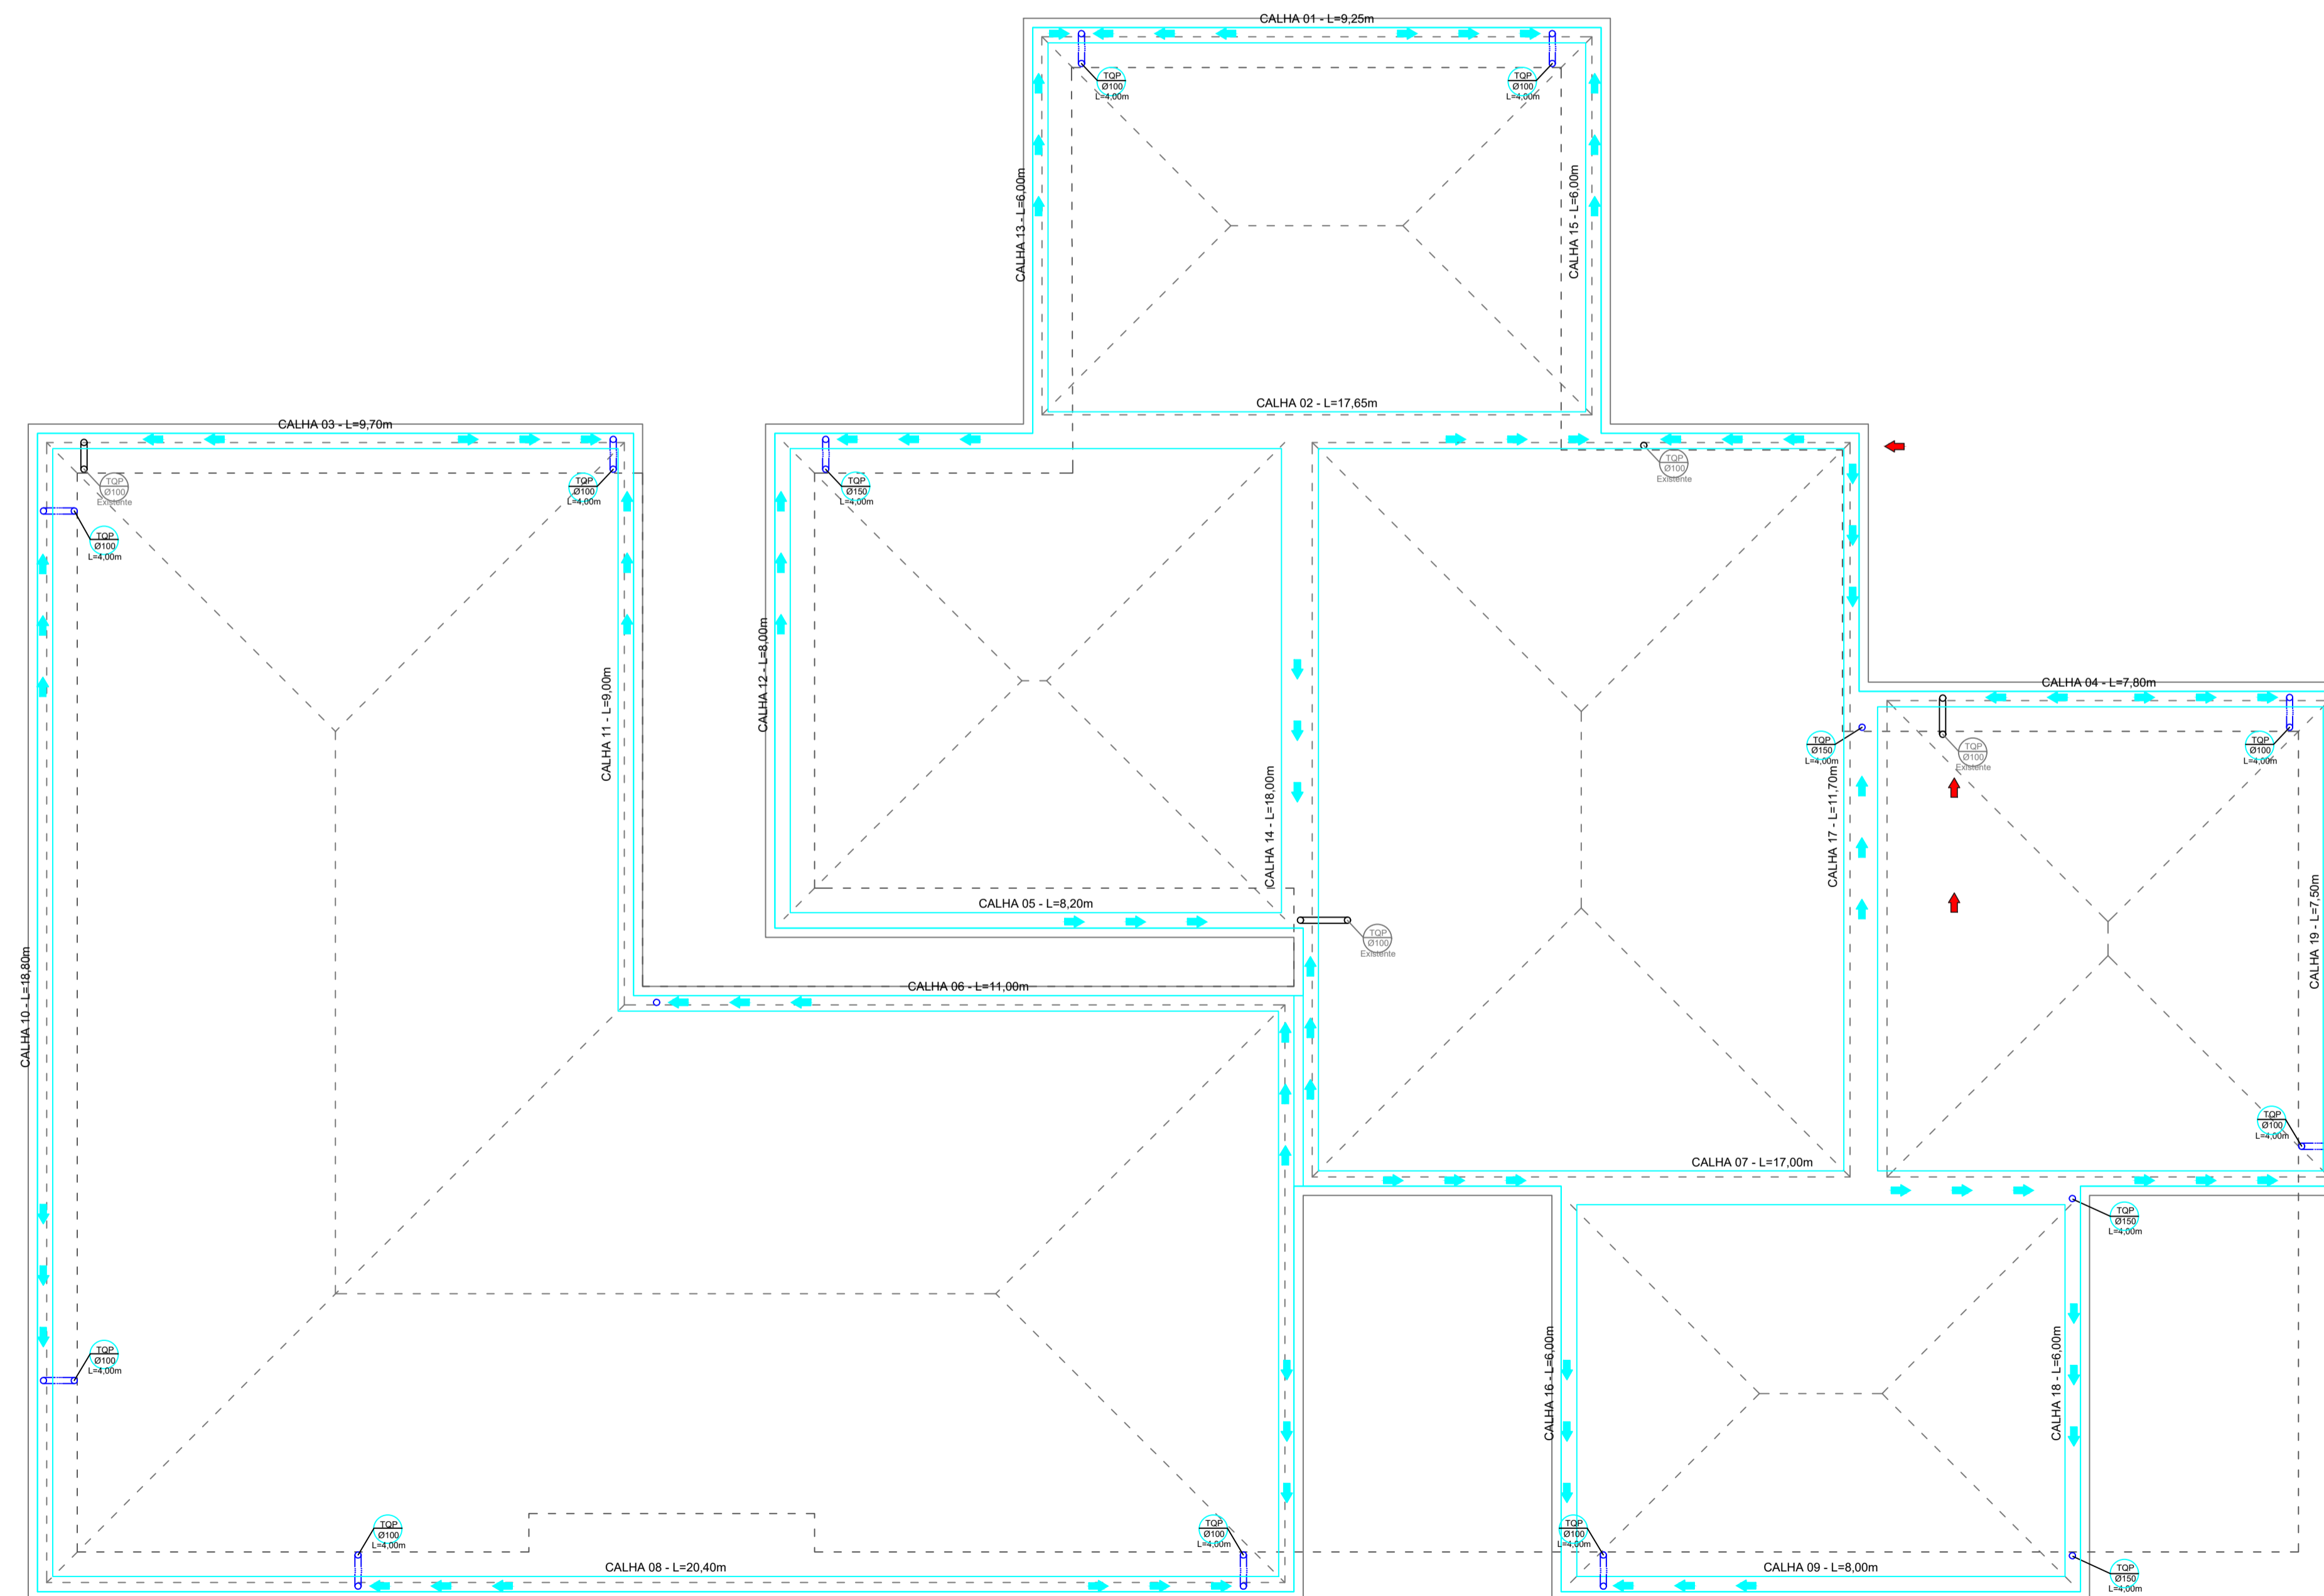 CALHA 01 - L=9,25m
TQP
Ø100
L=4,00m
TQP
Ø100
L=4,00m
CALHA 13 - L=6,00m
CALHA 15 - L=6,00m
CALHA 02 - L=17,65m
CALHA 03 - L=9,70m
TQP
Ø100
Existente
TQP
Ø100
L=4,00m
TQP
Ø150
L=4,00m
TQP
Ø100
Existente
TQP
Ø100
L=4,00m
CALHA 12 - L=8,00m
CALHA 11 - L=9,00m
CALHA 04 - L=7,80m
TQP
Ø150
L=4,00m
TQP
Ø100
Existente
TQP
Ø100
L=4,00m
CALHA 14 - L=18,00m
CALHA 17 - L=11,70m
CALHA 05 - L=8,20m
TQP
Ø100
Existente
CALHA 19 - L=7,50m
CALHA 10 - L=18,80m
CALHA 06 - L=11,00m
TQP
Ø100
L=4,00m
CALHA 07 - L=17,00m
TQP
Ø150
L=4,00m
TQP
Ø100
L=4,00m
CALHA 16 - L=6,00m
CALHA 18 - L=6,00m
TQP
Ø100
L=4,00m
TQP
Ø100
L=4,00m
TQP
Ø100
L=4,00m
CALHA 08 - L=20,40m
CALHA 09 - L=8,00m
TQP
Ø150
L=4,00m